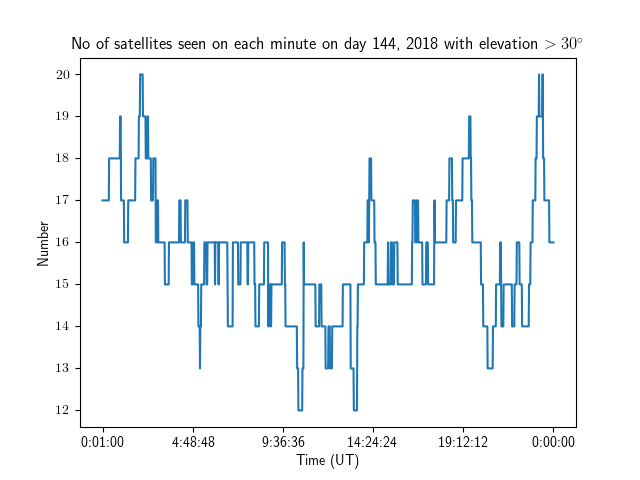 No of satellites seen on each minute on day 144, 2018 with elevation > 30°
20
19
18
17
16
15
14
13
12
Number
0:01:00 4:48:48 9:36:36 14:24:24 19:12:12 0:00:00
Time (UT)